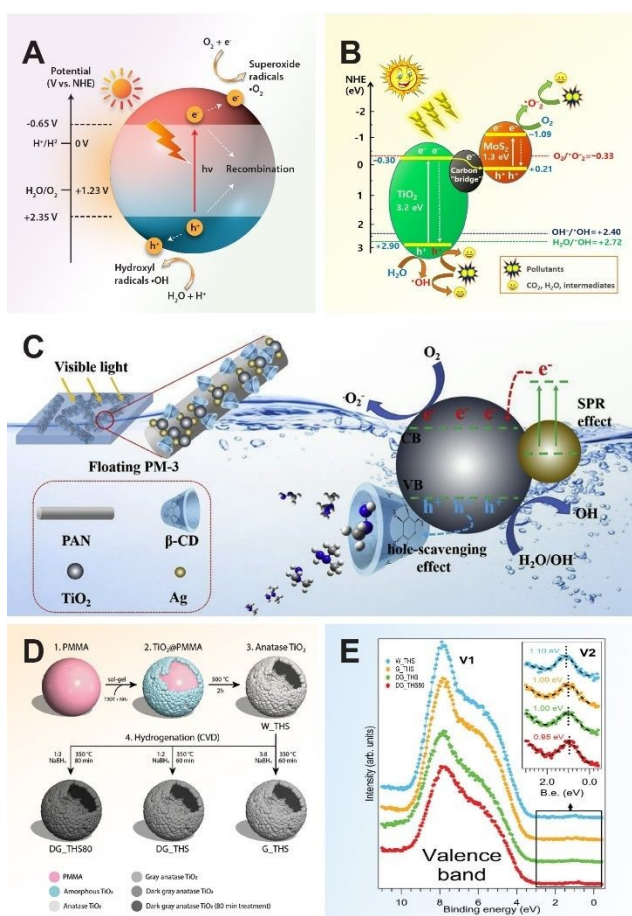 A
Potential
(V vs. NHE)
O₂ + e⁻
Superoxide
radicals
•O₂
-0.65 V
H⁺/H² 0 V
H₂O/O₂ +1.23 V
+2.35 V
e⁻
e⁻
hν
Recombination
h⁺
h⁺
Hydroxyl
radicals •OH
H₂O + H⁺
B
NHE
(eV)
-2
-1
0
1
2
3
−0.30
TiO₂
3.2 eV
+2.90
e⁻ e⁻
h⁺ h⁺
Carbon
"bridge"
e⁻ e⁻
−1.09
MoS₂
1.3 eV
+0.21
h⁺ h⁺
•O⁻₂
O₂
O₂/•O⁻₂=−0.33
OH⁻/•OH=+2.40
H₂O/•OH=+2.72
H₂O
•OH
Pollutants
CO₂, H₂O, intermediates
C
Visible light
Floating PM-3
PAN
β-CD
TiO₂
Ag
O₂
·O₂⁻
e⁻ e⁻ e⁻
e⁻
CB
VB
h⁺ h⁺ h⁺
SPR
effect
hole-scavenging
effect
·OH
H₂O/OH⁻
D
1. PMMA
2. TiO₂@PMMA
3. Anatase TiO₂
sol-gel
500 °C
2h
W_THS
4. Hydrogenation (CVD)
1:2
NaBH₄
350 °C
80 min
1:2
NaBH₄
350 °C
60 min
3:8
NaBH₄
350 °C
60 min
DG_THS80
DG_THS
G_THS
PMMA
Amorphous TiO₂
Anatase TiO₂
Gray anatase TiO₂
Dark gray anatase TiO₂
Dark gray anatase TiO₂ (80 min treatment)
E
W_THS
G_THS
DG_THS
DG_THS80
V1
V2
1.10 eV
1.00 eV
1.00 eV
0.95 eV
2.0 0.0
B.e. (eV)
Intensity (arb. units)
Valence
band
10 8 6 4 2 0
Binding energy (eV)